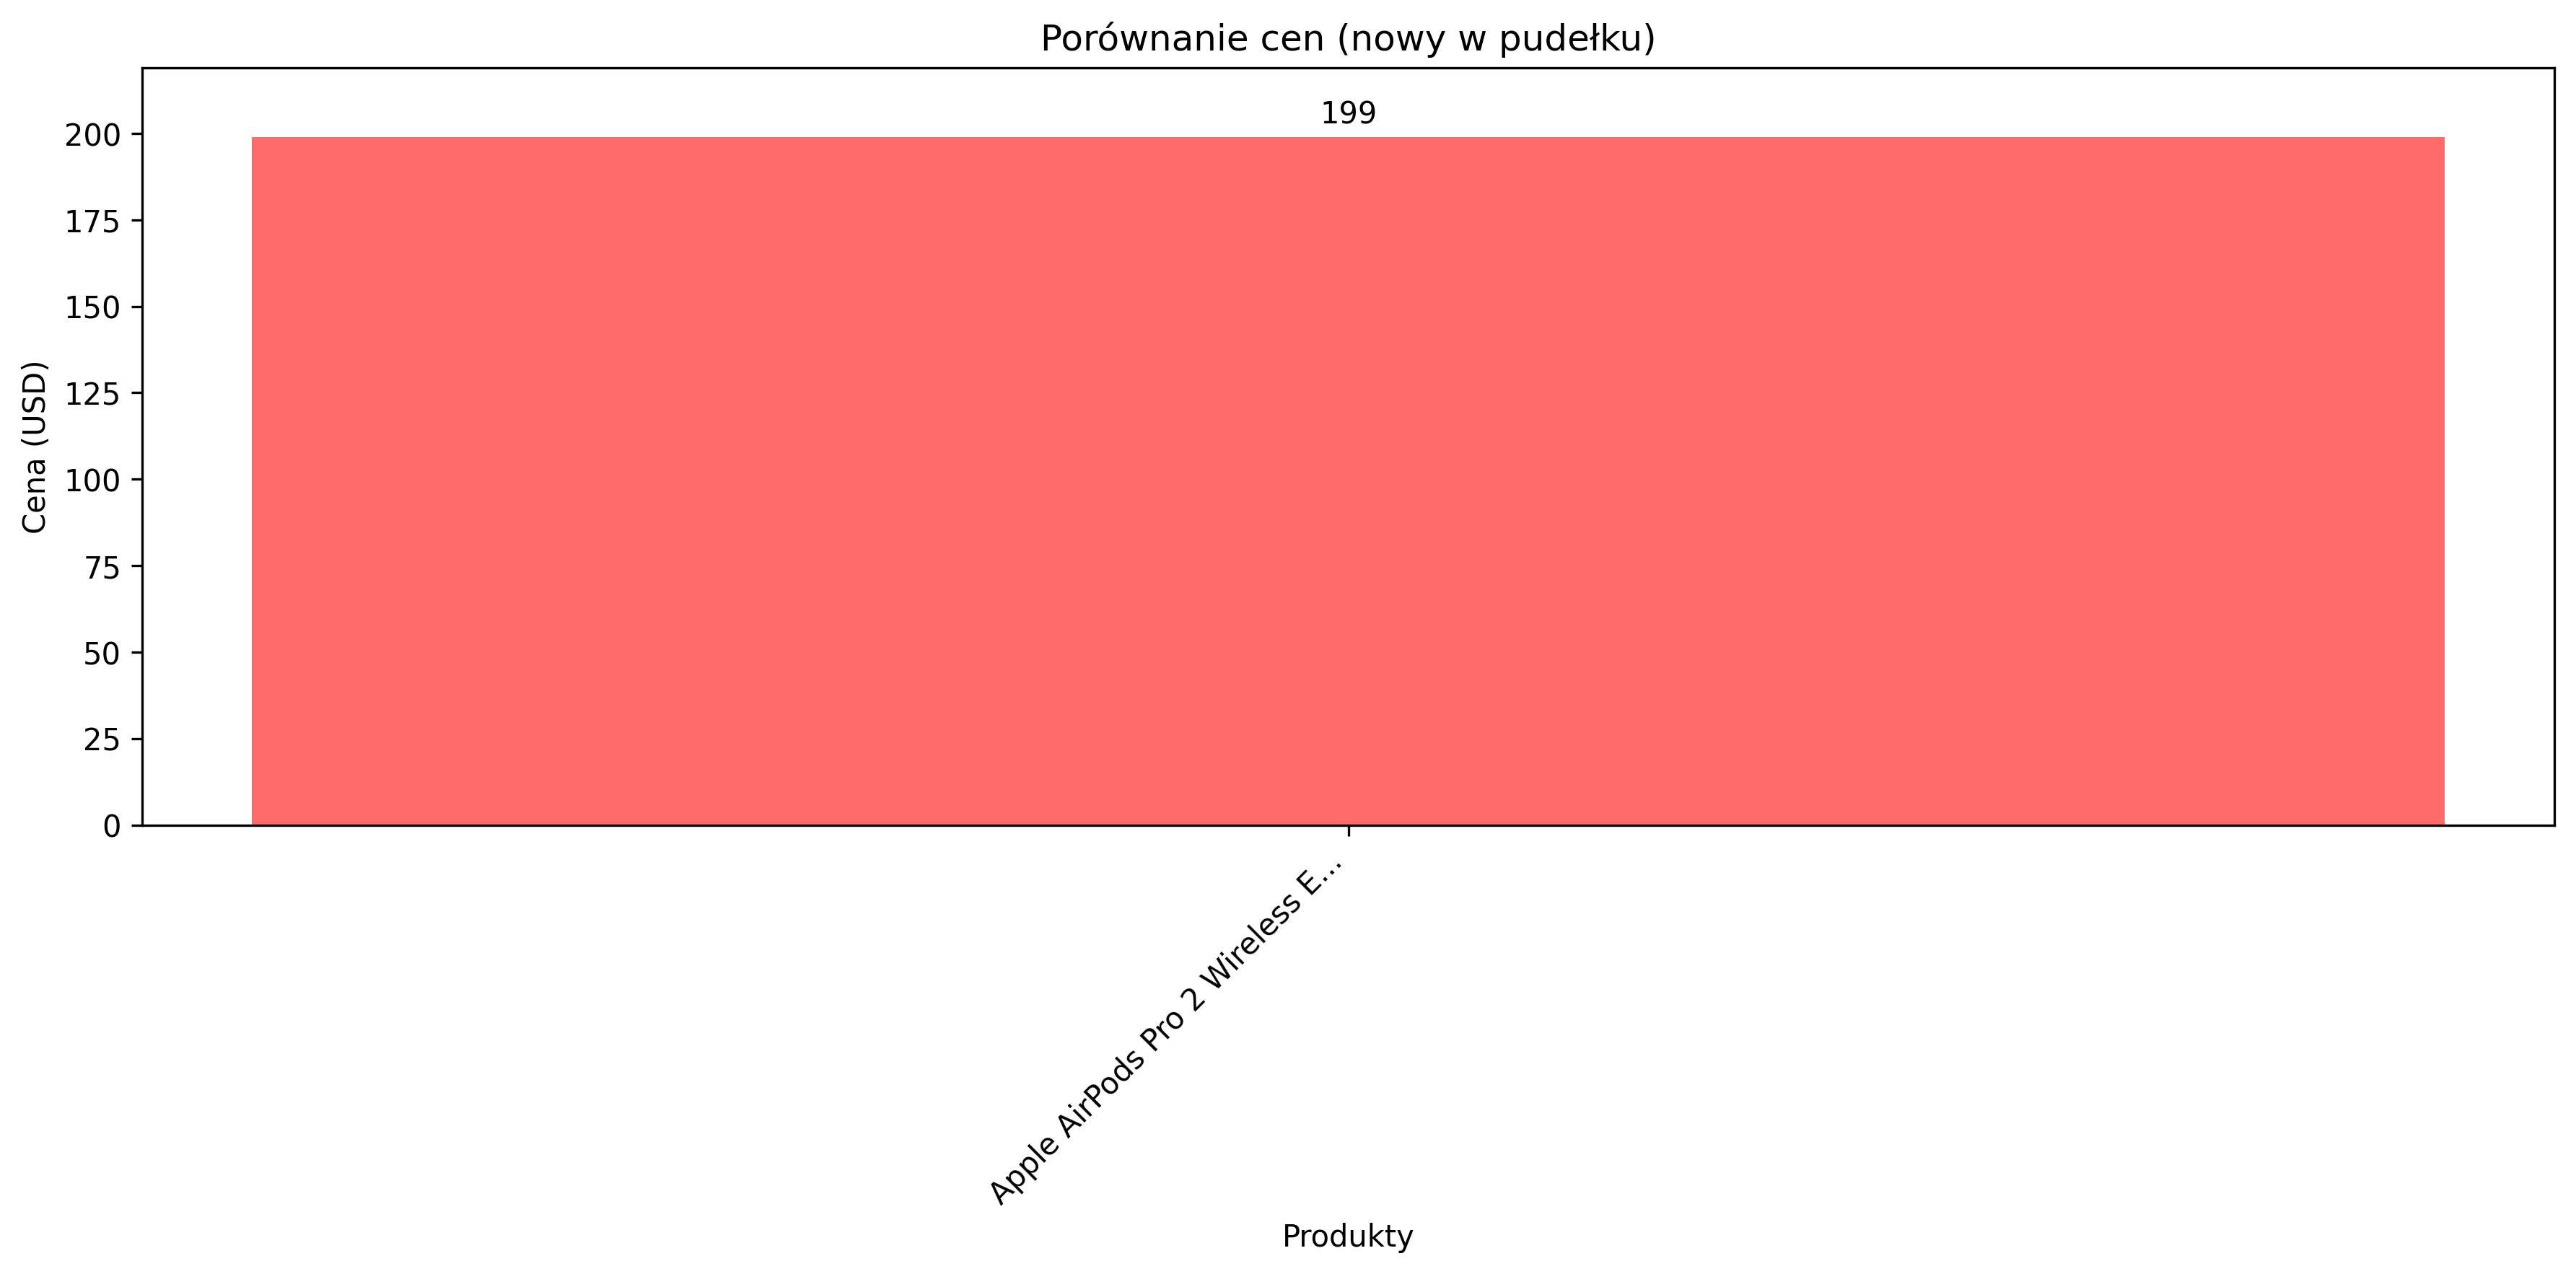 Porównanie cen (nowy w pudełku)
199
200
175
150
125
100
75
50
25
0
Cena (USD)
Apple AirPods Pro 2 Wireless E...
Produkty